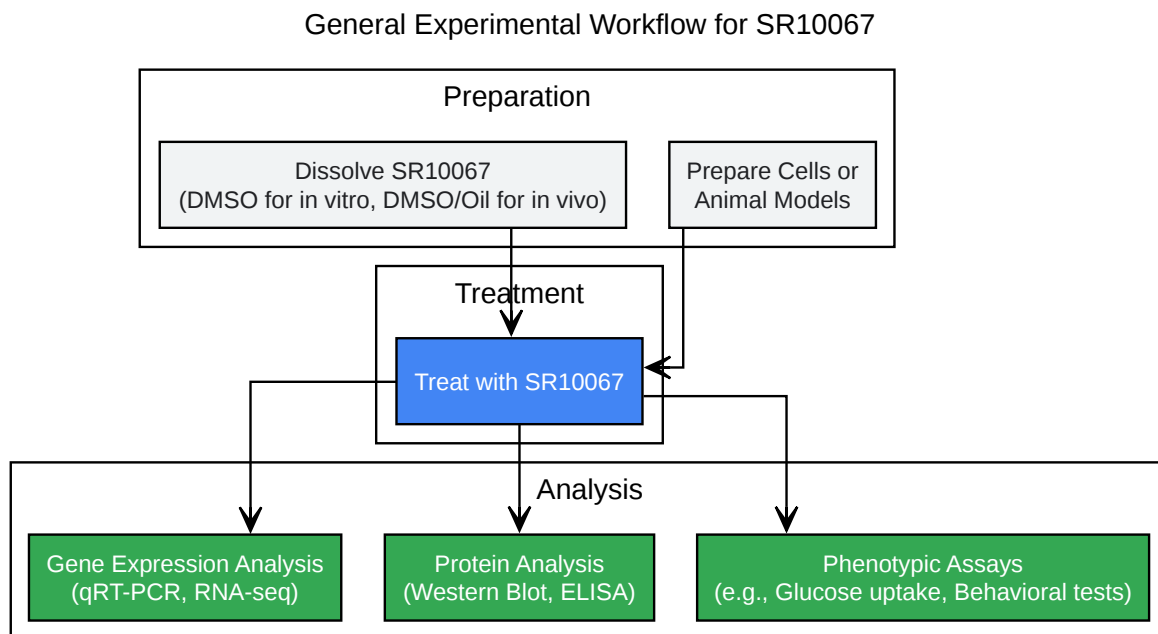 General Experimental Workflow for SR10067
Preparation
Dissolve SR10067
(DMSO for in vitro, DMSO/Oil for in vivo)
Prepare Cells or
Animal Models
Treatment
Treat with SR10067
Analysis
Gene Expression Analysis
(qRT-PCR, RNA-seq)
Protein Analysis
(Western Blot, ELISA)
Phenotypic Assays
(e.g., Glucose uptake, Behavioral tests)